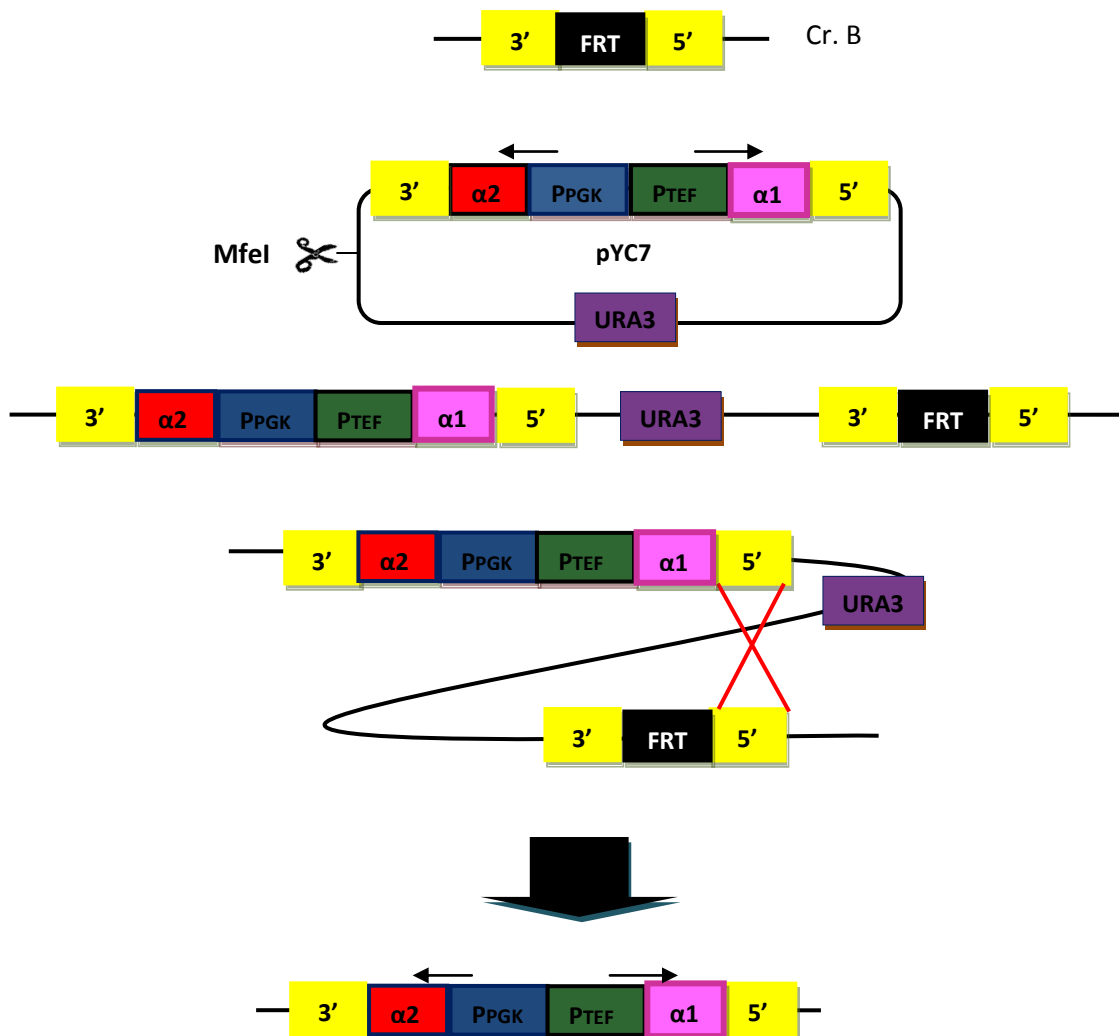 3' FRT 5' Cr. B
3' α2 PPGK PTEF α1 5'
MfeI pYC7
URA3
3' α2 PPGK PTEF α1 5' URA3 3' FRT 5'
3' α2 PPGK PTEF α1 5'
URA3
3' FRT 5'
3' α2 PPGK PTEF α1 5'